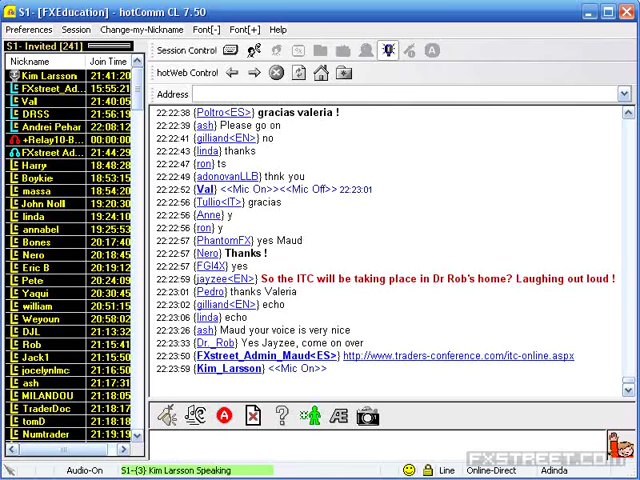 S1- [FXEducation] - hotComm CL 7.50
Preferences Session Change-my-Nickname Font[-] Font[+] Help
S1- Invited [241]
Nickname Join Time
Kim Larsson 21:41:20
FXstreet_Ad... 15:55:21
Val 21:40:05
DRSS 21:56:19
Andrei Pehar 22:08:12
+Relay10-B... 00:00:00
FXstreet Ad... 21:44:29
Harry 18:48:28
Boykie 18:53:15
massa 18:54:20
John Noll 19:20:30
linda 19:24:10
annabel 19:25:53
Bones 20:17:40
Nero 20:18:45
Eric B 20:19:12
Pete 20:24:09
Yaqui 20:30:45
william 20:51:15
Weyoun 20:58:20
DJL 21:13:32
Rob 21:15:41
Jack1 21:15:54
jocelynlmc 21:16:54
ash 21:17:31
MILANDOU 21:18:05
TraderDoc 21:18:17
tomD 21:18:17
Numtrader 21:19:19
Session Control
hotWeb Control
Address
22:22:38 {Poltro<ES>} gracias valeria !
22:22:39 {ash} Please go on
22:22:41 {gilliand<EN>} no
22:22:43 {linda} thanks
22:22:47 {ron} ts
22:22:49 {adonovanLLB} thnk you
22:22:52 {Val} <<Mic On>><<Mic Off>> 22:23:01
22:22:56 {Tullio<IT>} gracias
22:22:56 {Anne} y
22:22:56 {ron} y
22:22:57 {PhantomFX} yes Maud
22:22:57 {Nero} Thanks !
22:22:57 {FGI4X} yes
22:22:59 {jayzee<EN>} So the ITC will be taking place in Dr Rob's home? Laughing out loud !
22:23:01 {Pedro} thanks Valeria
22:23:02 {gilliand<EN>} echo
22:23:06 {linda} echo
22:23:26 {ash} Maud your voice is very nice
22:23:33 {Dr._Rob} Yes Jayzee, come on over
22:23:50 {FXstreet_Admin_Maud<ES>} http://www.traders-conference.com/itc-online.aspx
22:23:59 {Kim_Larsson} <<Mic On>>
FXSTREET.COM
Audio-On S1-{3} Kim Larsson Speaking Line Online-Direct Adinda